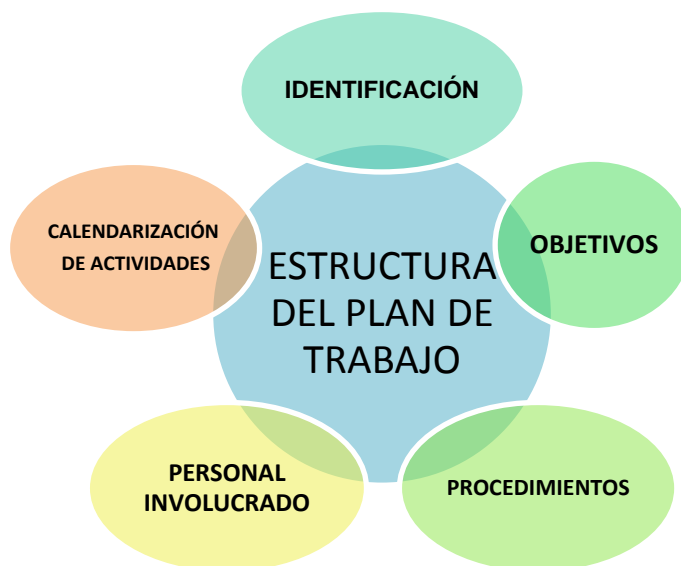 IDENTIFICACIÓN
OBJETIVOS
PROCEDIMIENTOS
PERSONAL
INVOLUCRADO
CALENDARIZACIÓN
DE ACTIVIDADES
ESTRUCTURA
DEL PLAN DE
TRABAJO